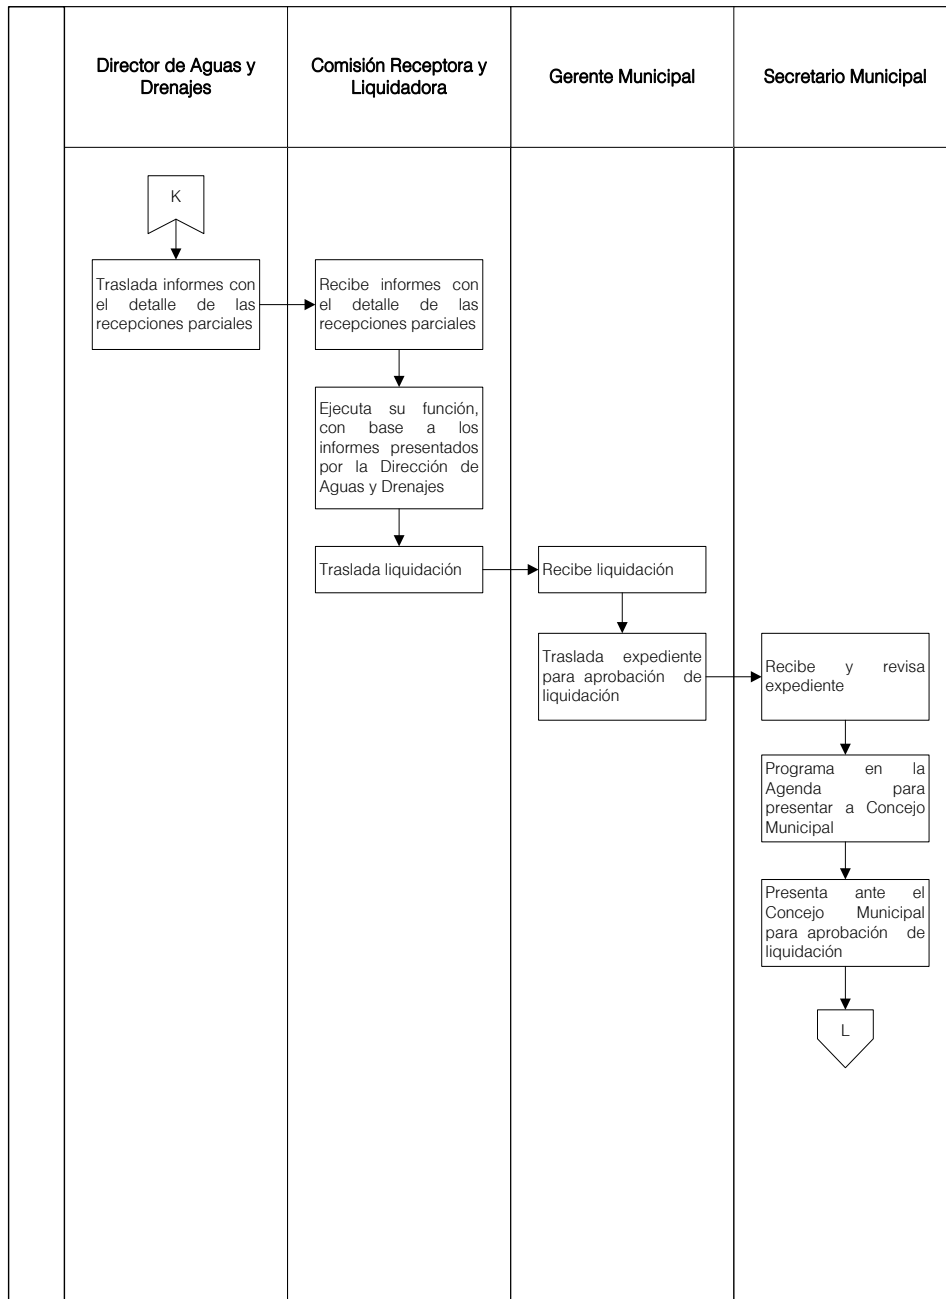 Director de Aguas y
Drenajes
Comisión Receptora y
Liquidadora
Gerente Municipal
Secretario Municipal
K
Traslada informes con
el detalle de las
recepciones parciales
Recibe informes con
el detalle de las
recepciones parciales
Ejecuta su función,
con base a los
informes presentados
por la Dirección de
Aguas y Drenajes
Traslada liquidación
Recibe liquidación
Traslada expediente
para aprobación de
liquidación
Recibe y revisa
expediente
Programa en la
Agenda para
presentar a Concejo
Municipal
Presenta ante el
Concejo Municipal
para aprobación de
liquidación
L